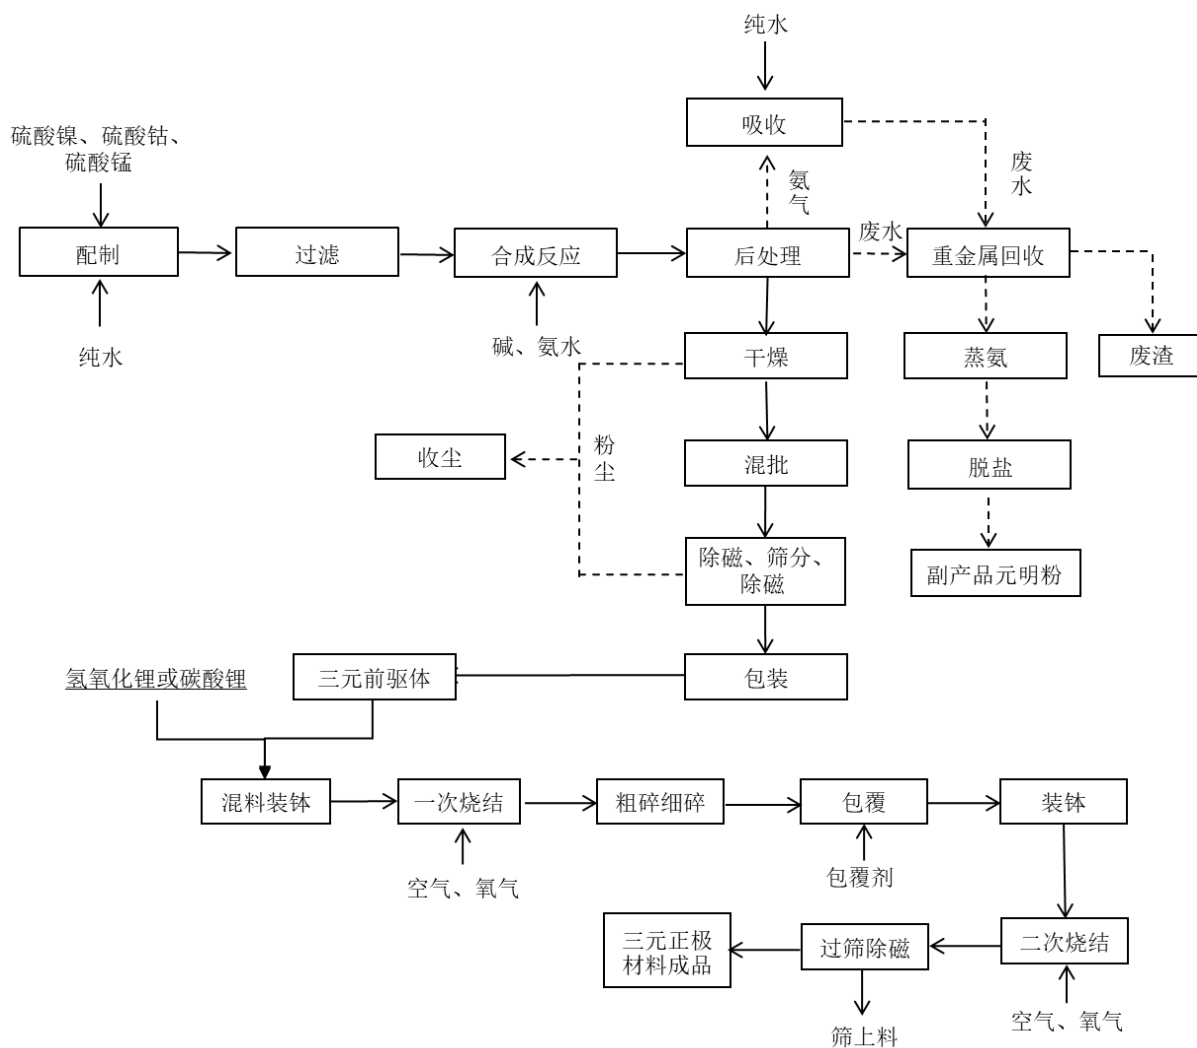 纯水
硫酸镍、硫酸钴、
硫酸锰
吸收
氨气
废水
配制
过滤
合成反应
后处理
废水
重金属回收
纯水
碱、氨水
干燥
蒸氨
废渣
收尘
粉尘
混批
脱盐
除磁、筛分、
除磁
副产品元明粉
氢氧化锂或碳酸锂
三元前驱体
包装
混料装钵
一次烧结
粗碎细碎
包覆
装钵
空气、氧气
包覆剂
三元正极
材料成品
过筛除磁
二次烧结
筛上料
空气、氧气